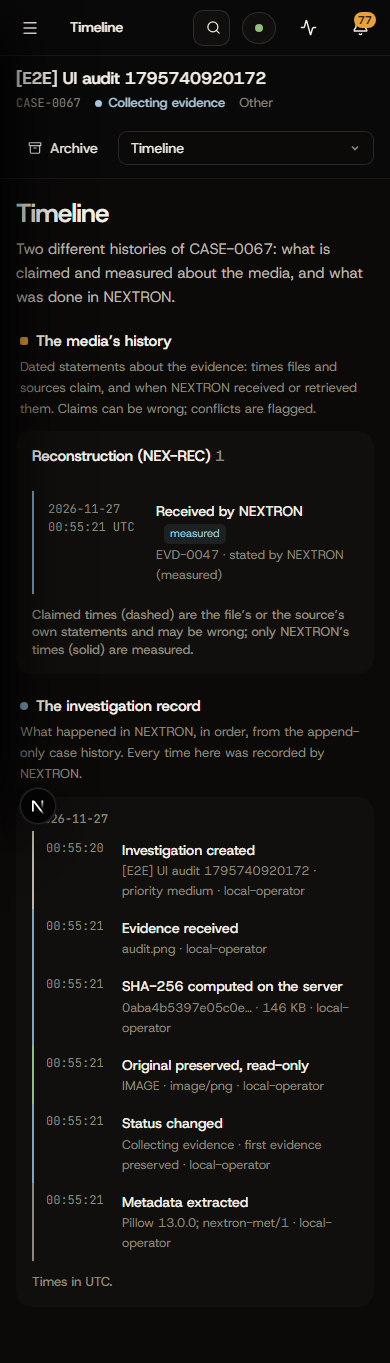 Timeline
77
[E2E] UI audit 1795740920172
CASE-0067 Collecting evidence Other
Archive Timeline
Timeline
Two different histories of CASE-0067: what is
claimed and measured about the media, and what
was done in NEXTRON.
The media's history
Dated statements about the evidence: times files and
sources claim, and when NEXTRON received or retrieved
them. Claims can be wrong; conflicts are flagged.
Reconstruction (NEX-REC) 1
2026-11-27 Received by NEXTRON
00:55:21 UTC measured
EVD-0047 · stated by NEXTRON
(measured)
Claimed times (dashed) are the file's or the source's
own statements and may be wrong; only NEXTRON's
times (solid) are measured.
The investigation record
What happened in NEXTRON, in order, from the append-
only case history. Every time here was recorded by
NEXTRON.
N
26-11-27
00:55:20 Investigation created
[E2E] UI audit 1795740920172 ·
priority medium · local-operator
00:55:21 Evidence received
audit.png · local-operator
00:55:21 SHA-256 computed on the server
0aba4b5397e05c0e… · 146 KB · local-
operator
00:55:21 Original preserved, read-only
IMAGE · image/png · local-operator
00:55:21 Status changed
Collecting evidence · first evidence
preserved · local-operator
00:55:21 Metadata extracted
Pillow 13.0.0; nextron-met/1 · local-
operator
Times in UTC.